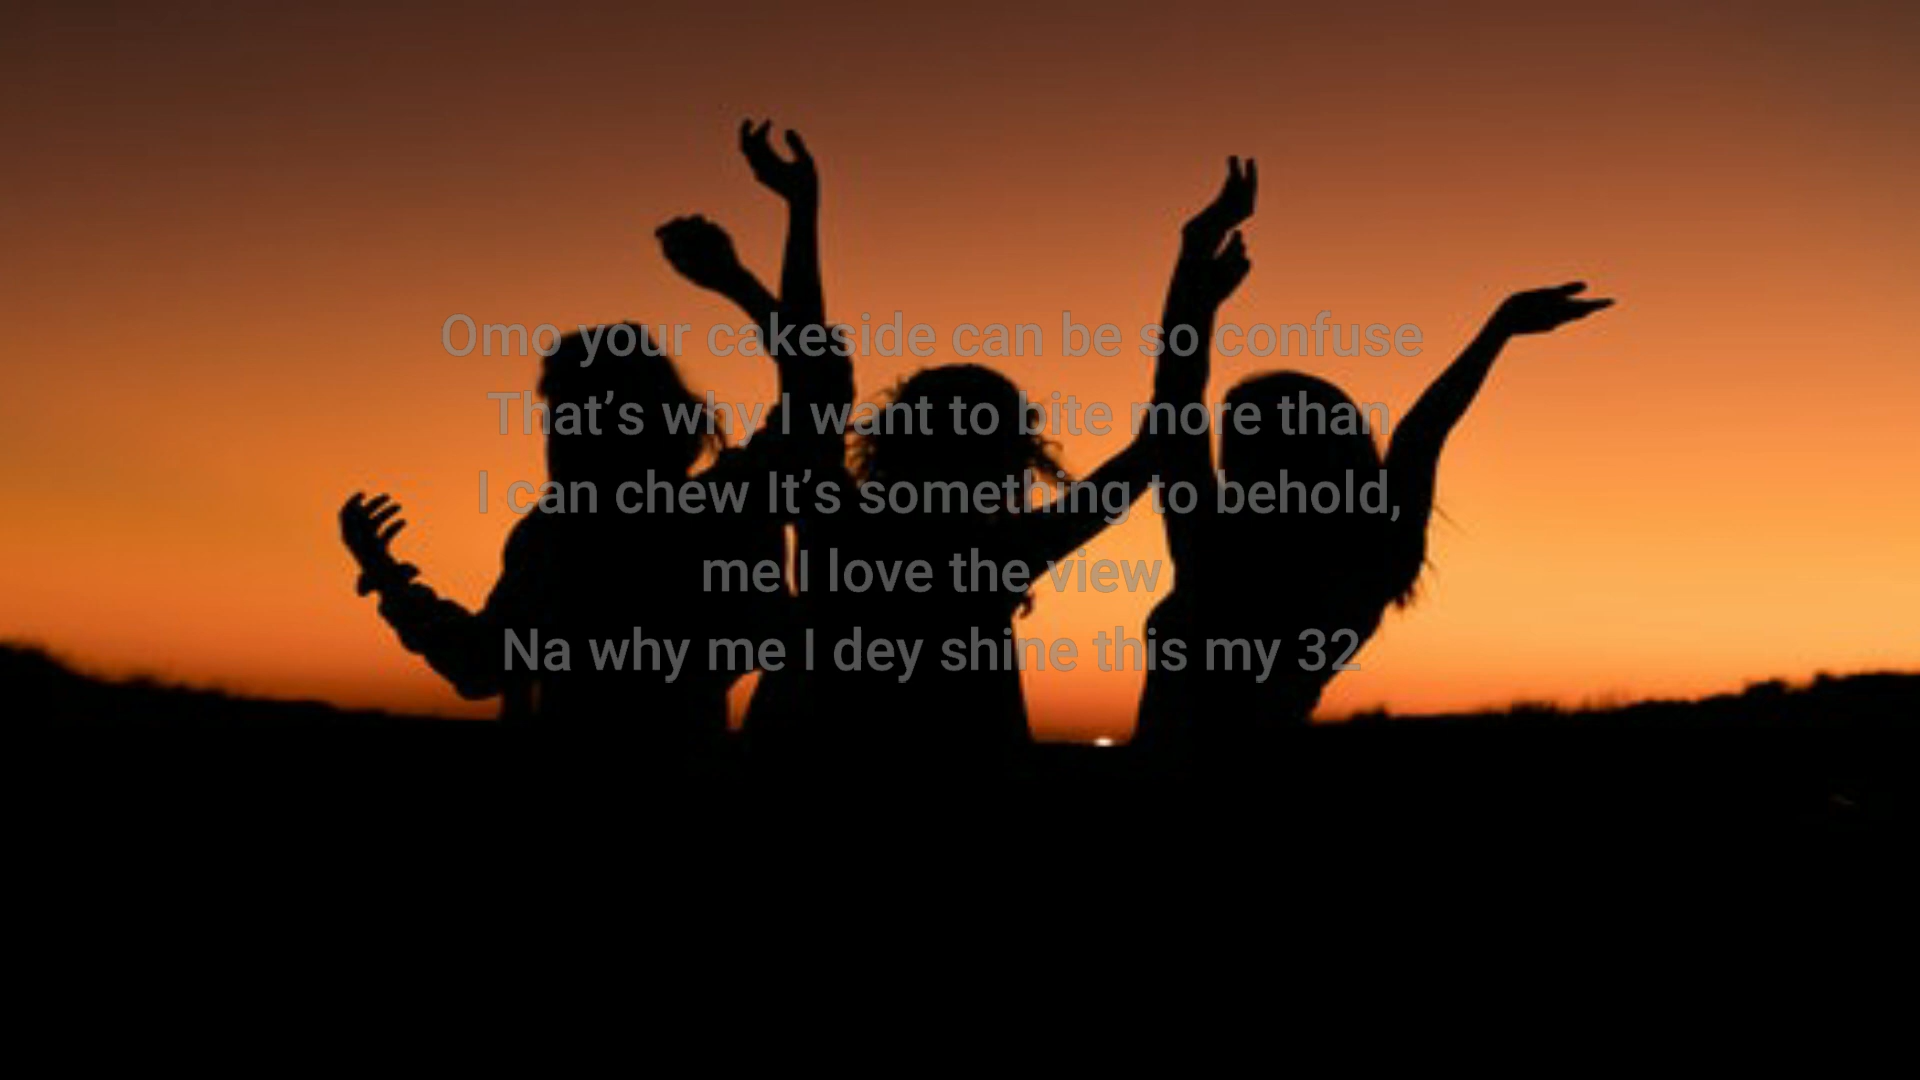 Omo your cakeside can be so confuse
That’s why I want to bite more than
I can chew It’s something to behold,
me I love the view
Na why me I dey shine this my 32